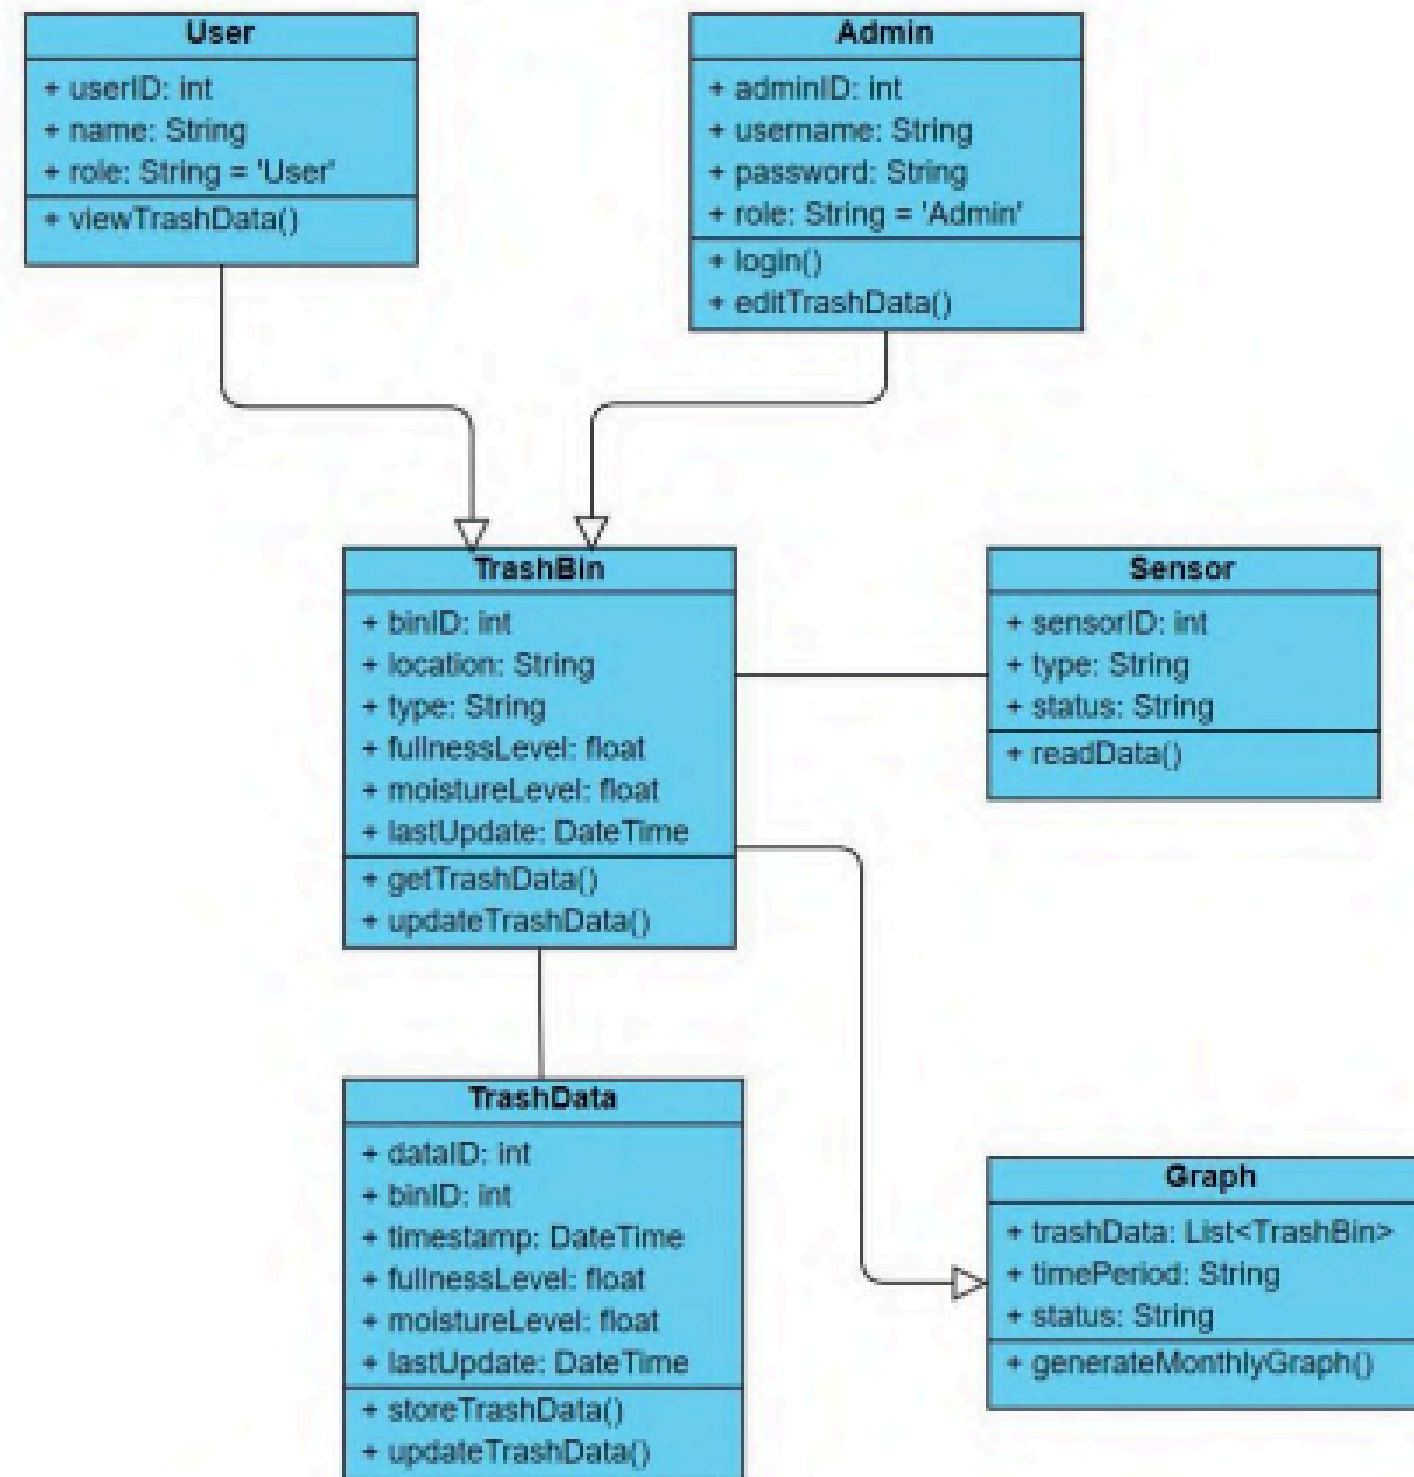 User
+ userID: int
+ name: String
+ role: String = 'User'
+ viewTrashData()
Admin
+ adminID: int
+ username: String
+ password: String
+ role: String = 'Admin'
+ login()
+ editTrashData()
TrashBin
+ binID: int
+ location: String
+ type: String
+ fullnessLevel: float
+ moistureLevel: float
+ lastUpdate: DateTime
+ getTrashData()
+ updateTrashData()
Sensor
+ sensorID: int
+ type: String
+ status: String
+ readData()
TrashData
+ dataID: int
+ binID: int
+ timestamp: DateTime
+ fullnessLevel: float
+ moistureLevel: float
+ lastUpdate: DateTime
+ storeTrashData()
+ updateTrashData()
Graph
+ trashData: List<TrashBin>
+ timePeriod: String
+ status: String
+ generateMonthlyGraph()